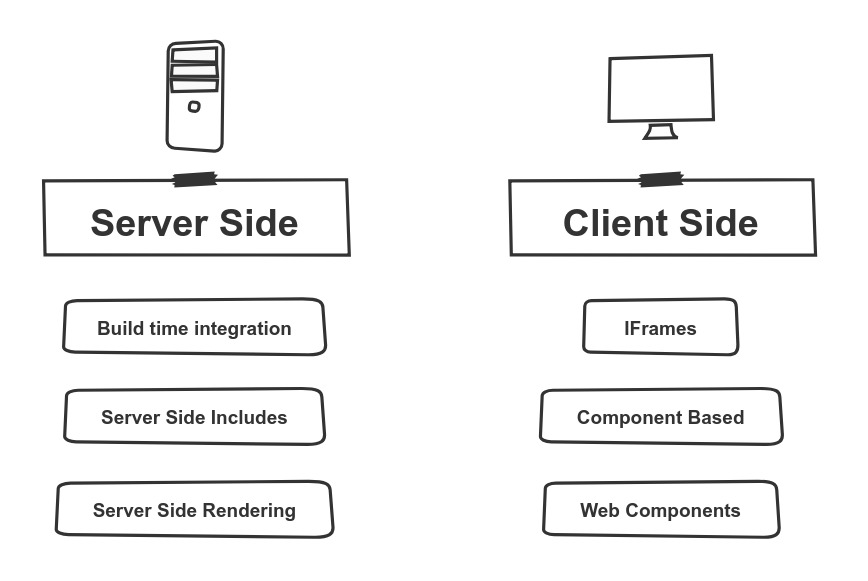 Server Side
Build time integration
Server Side Includes
Server Side Rendering
Client Side
IFrames
Component Based
Web Components